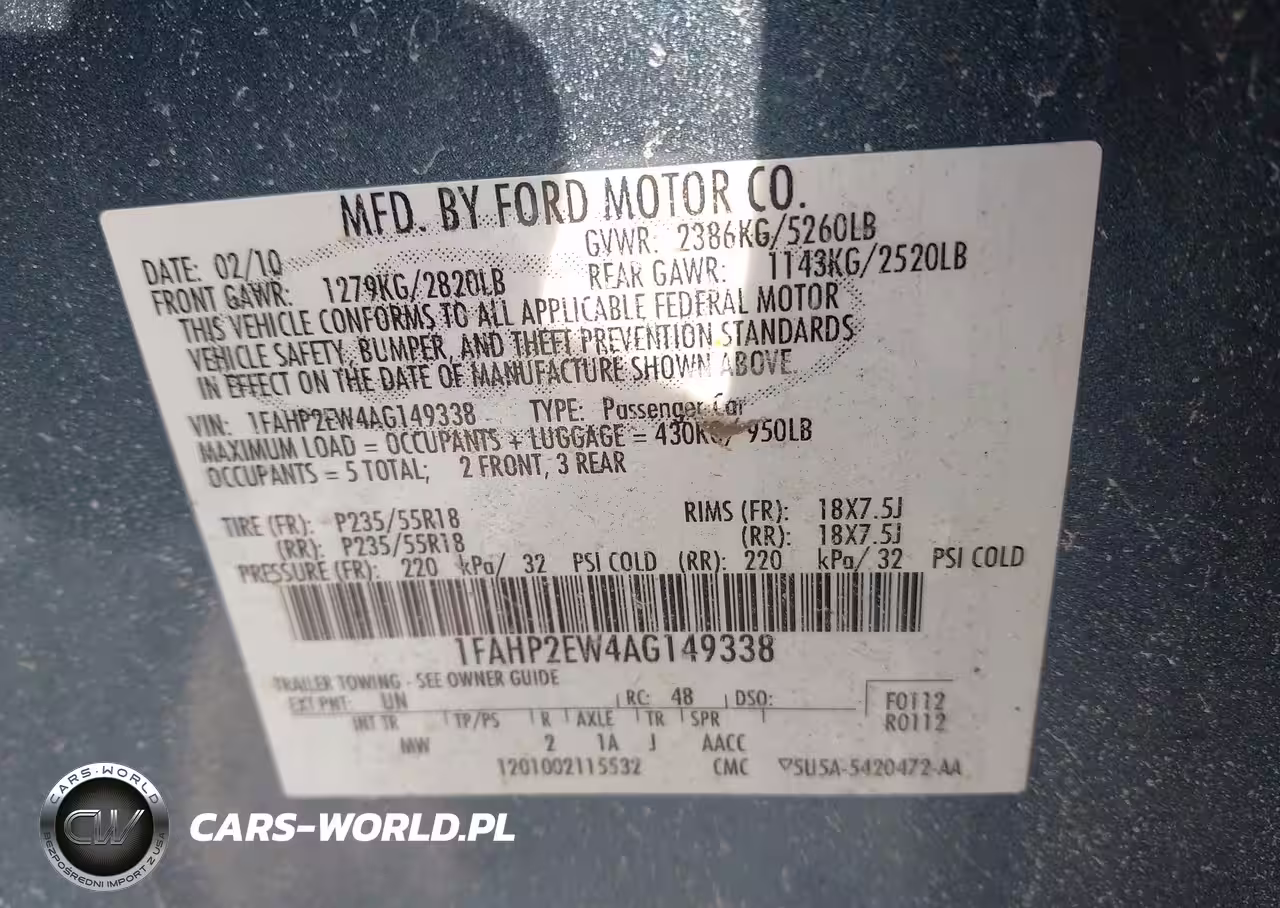 MFD. BY FORD MOTOR CO.
DATE: 02/10 GVWR: 2386KG/5260LB
FRONT GAWR: 1279KG/2820LB REAR GAWR: 1143KG/2520LB
THIS VEHICLE CONFORMS TO ALL APPLICABLE FEDERAL MOTOR
VEHICLE SAFETY, BUMPER, AND THEFT PREVENTION STANDARDS
IN EFFECT ON THE DATE OF MANUFACTURE SHOWN ABOVE.
VIN: 1FAHP2EW4AG149338 TYPE: Passenger Car
MAXIMUM LOAD = OCCUPANTS + LUGGAGE = 430KG/ 950LB
OCCUPANTS = 5 TOTAL; 2 FRONT, 3 REAR
TIRE (FR): P235/55R18 RIMS (FR): 18X7.5J
(RR): P235/55R18 (RR): 18X7.5J
PRESSURE (FR): 220 kPa/ 32 PSI COLD (RR): 220 kPa/ 32 PSI COLD
1FAHP2EW4AG149338
TRAILER TOWING - SEE OWNER GUIDE
EXT PNT: UN RC: 48 DSO: F0112
INT TR TP/PS R AXLE TR SPR R0112
MW 2 1A J AACC
1201002115532 CMC ▽5U5A-5420472-AA
CARS-WORLD
CW
BEZPOŚREDNI IMPORT Z USA
CARS-WORLD.PL